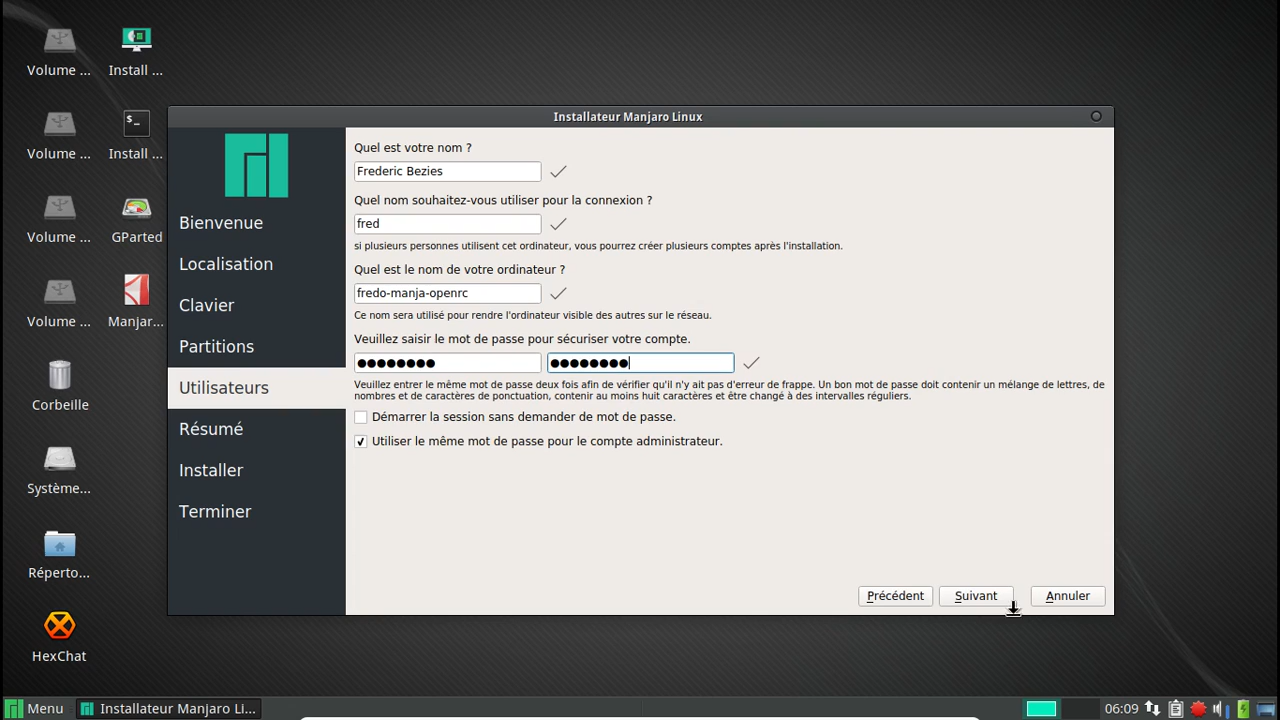 Volume ...
Install ...
Volume ...
Install ...
Volume ...
GParted
Volume ...
Manjar...
Corbeille
Système...
Réperto...
HexChat
Installateur Manjaro Linux
Bienvenue
Localisation
Clavier
Partitions
Utilisateurs
Résumé
Installer
Terminer
Quel est votre nom ?
Frederic Bezies
Quel nom souhaitez-vous utiliser pour la connexion ?
fred
si plusieurs personnes utilisent cet ordinateur, vous pourrez créer plusieurs comptes après l'installation.
Quel est le nom de votre ordinateur ?
fredo-manja-openrc
Ce nom sera utilisé pour rendre l'ordinateur visible des autres sur le réseau.
Veuillez saisir le mot de passe pour sécuriser votre compte.
●●●●●●●● ●●●●●●●●
Veuillez entrer le même mot de passe deux fois afin de vérifier qu'il n'y ait pas d'erreur de frappe. Un bon mot de passe doit contenir un mélange de lettres, de
nombres et de caractères de ponctuation, contenir au moins huit caractères et être changé à des intervalles réguliers.
Démarrer la session sans demander de mot de passe.
Utiliser le même mot de passe pour le compte administrateur.
Précédent Suivant Annuler
Menu Installateur Manjaro Li... 06:09